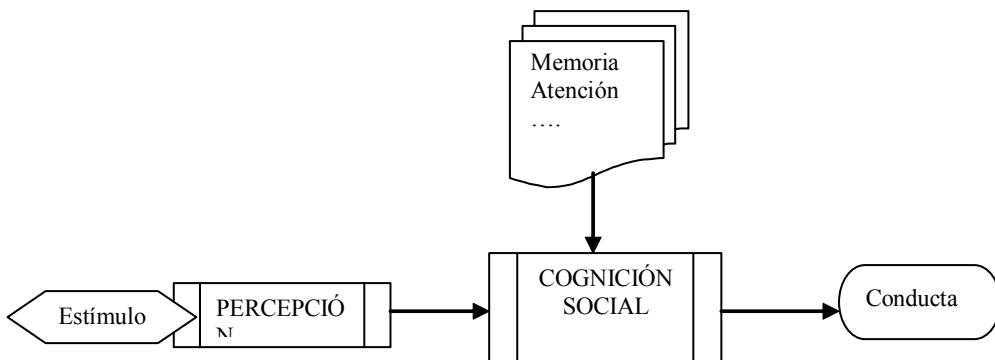 Memoria
Atención
….
COGNICIÓN
SOCIAL
Estímulo
PERCEPCIÓ
N
Conducta